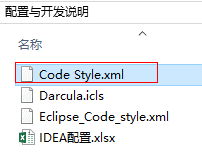 配置与开发说明
名称
Code Style.xml
Darcula.icls
Eclipse_Code_style.xml
IDEA配置.xlsx